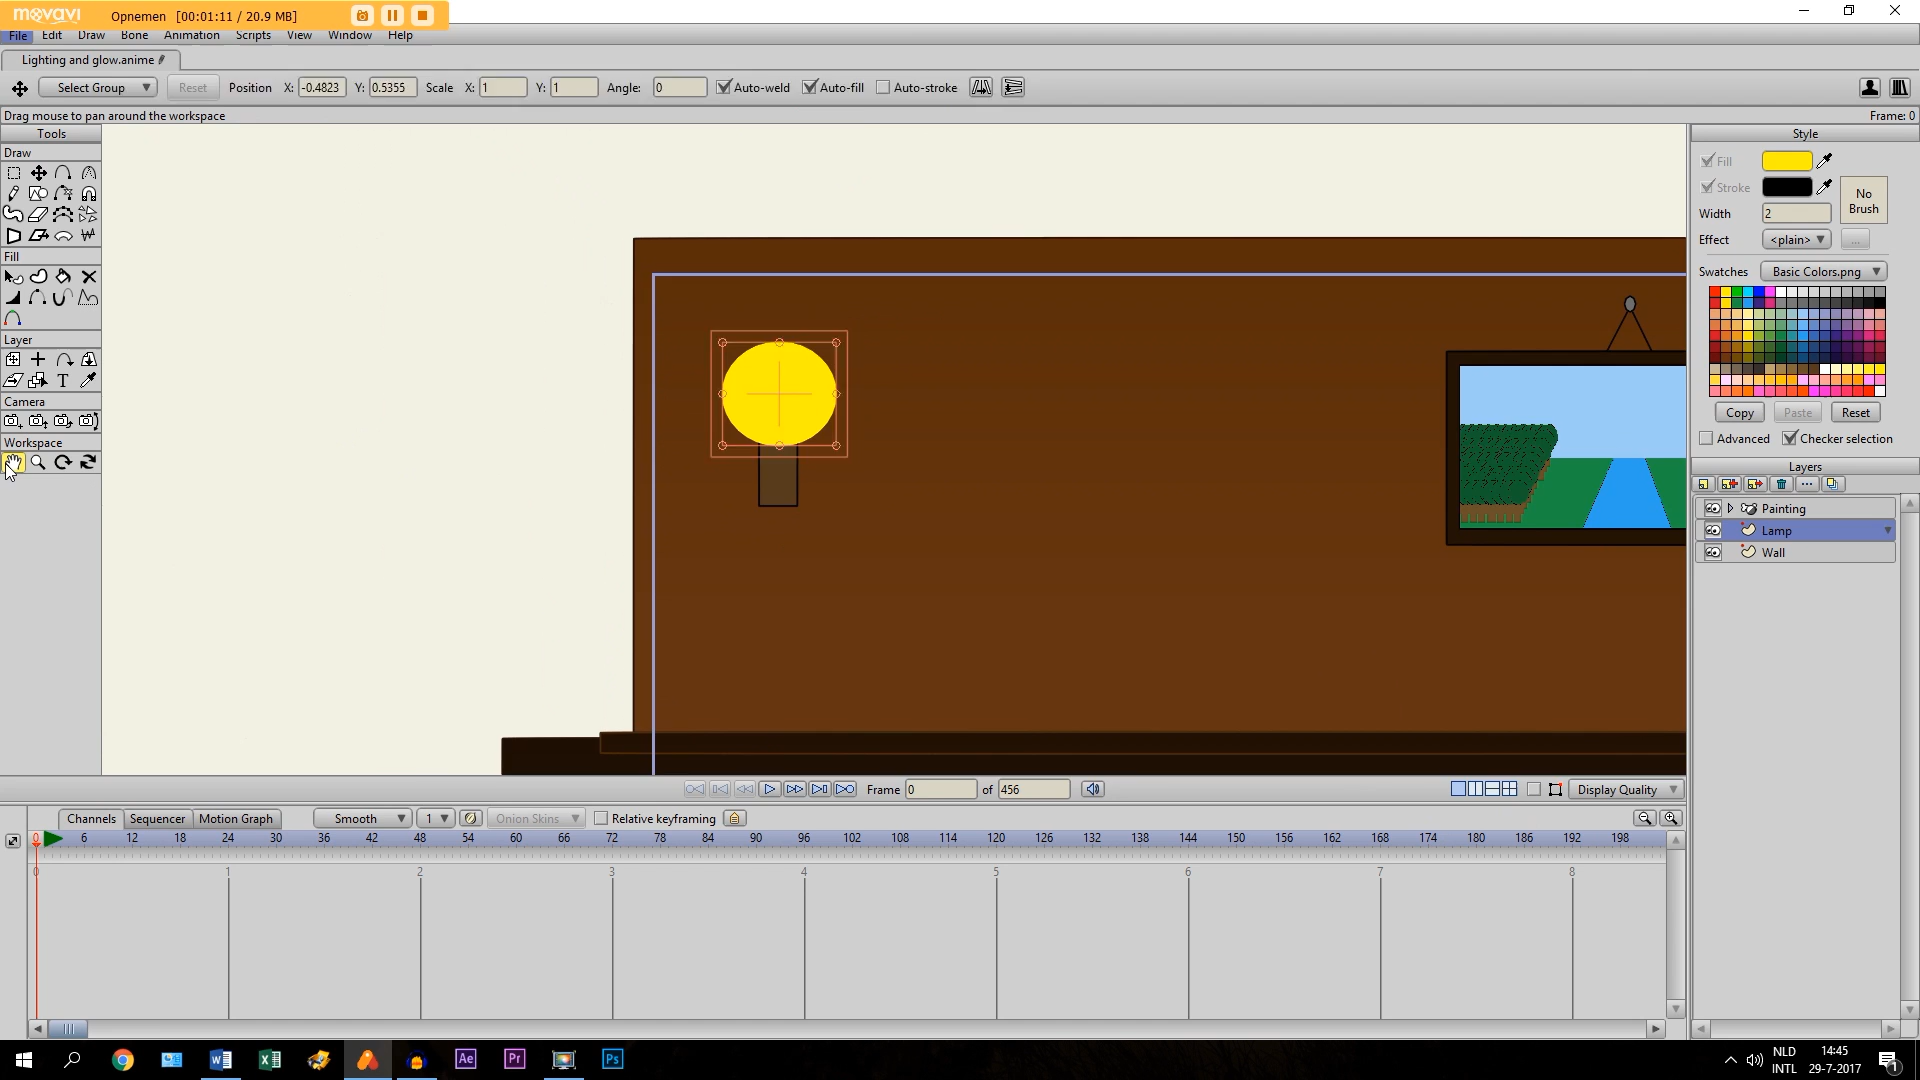 movavi Opnemen [00:01:11 / 20.9 MB]
File Edit Draw Bone Animation Scripts View Window Help
Lighting and glow.anime
Select Group Reset Position X: -0.4823 Y: 0.5355 Scale X: 1 Y: 1 Angle: 0 Auto-weld Auto-fill Auto-stroke
Drag mouse to pan around the workspace Frame: 0
Tools
Draw
Fill
Layer
T
Camera
Workspace
Style
Fill
Stroke
No Brush
Width 2
Effect <plain> ...
Swatches Basic Colors.png
Copy Paste Reset
Advanced Checker selection
Layers
Painting
Lamp
Wall
Frame 0 of 456 Display Quality
Channels Sequencer Motion Graph Smooth 1 Onion Skins Relative keyframing
0 6 12 18 24 30 36 42 48 54 60 66 72 78 84 90 96 102 108 114 120 126 132 138 144 150 156 162 168 174 180 186 192 198
0 1 2 3 4 5 6 7 8
Ae Pr Ps
NLD
INTL
14:45
29-7-2017
1